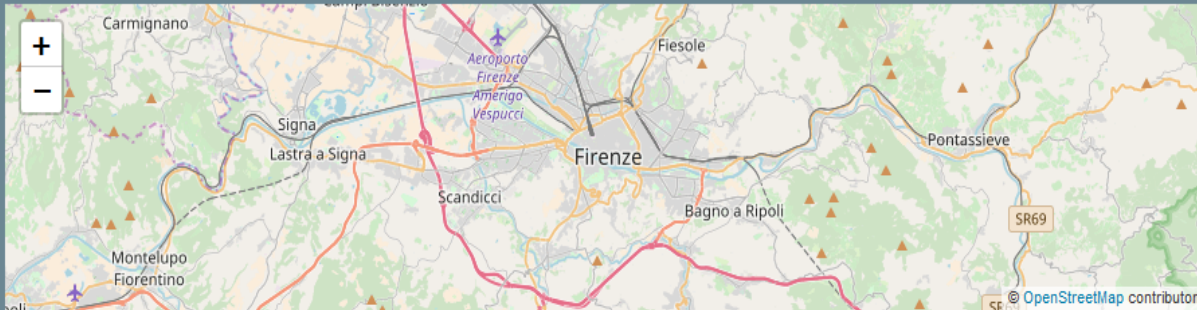 Carmignano
+
−
Fiesole
Aeroporto
Firenze
Amerigo
Vespucci
Signa
Lastra a Signa
Firenze
Pontassieve
Scandicci
Bagno a Ripoli
SR69
Montelupo
Fiorentino
© OpenStreetMap contributor